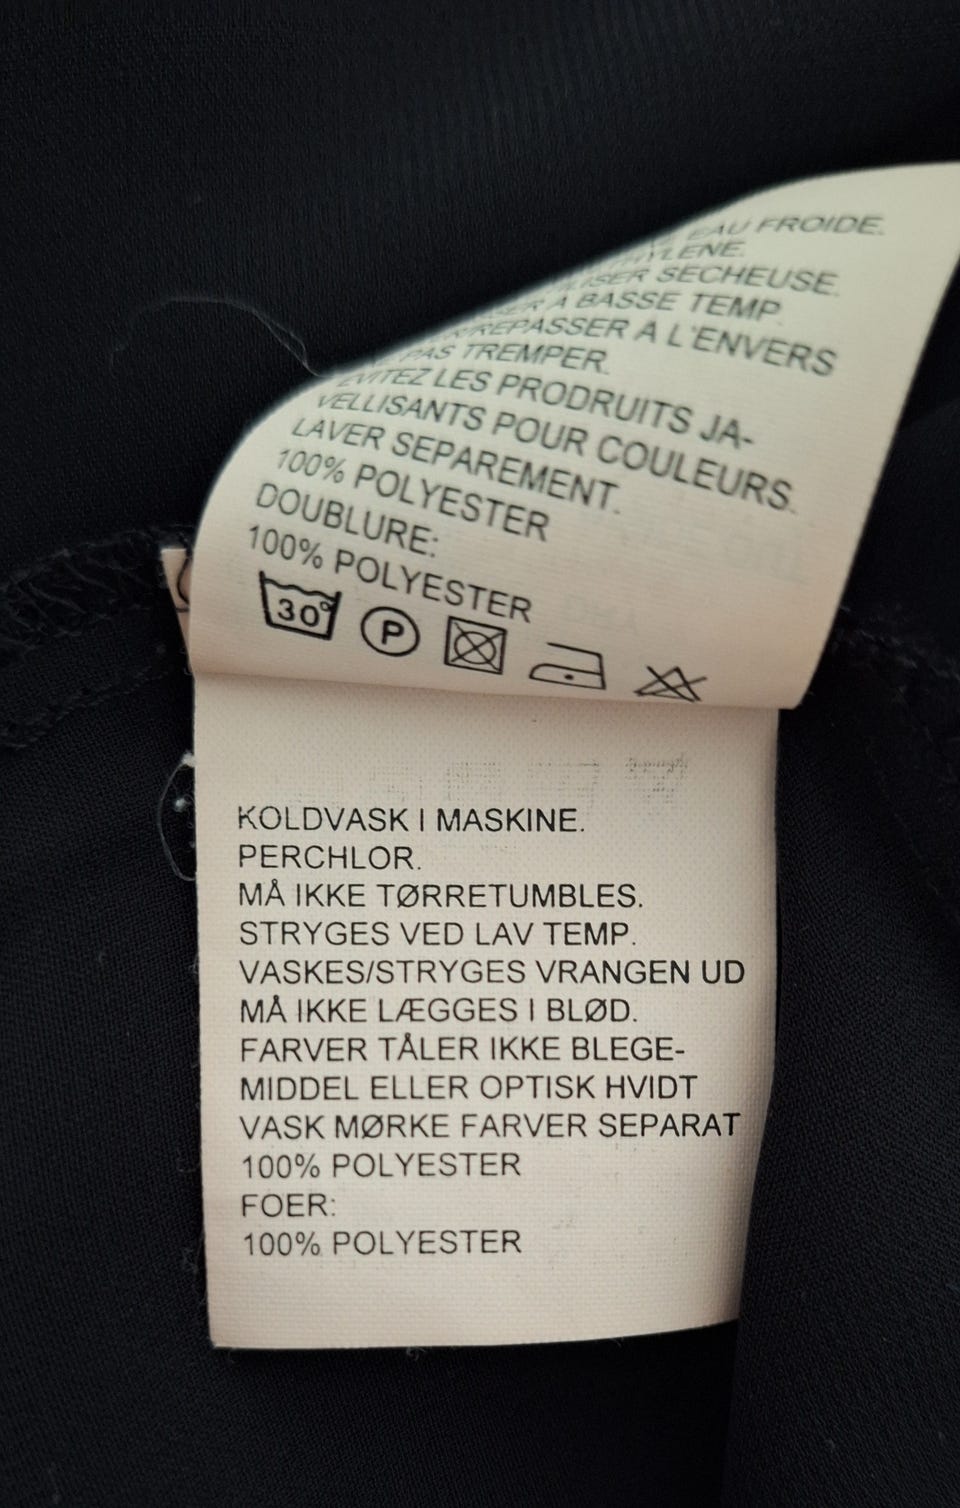 EAU FROIDE.
SECHEUSE.
A BASSE TEMP.
REPASSER A L'ENVERS
PAS TREMPER.
EVITEZ LES PRODRUITS JA-
VELLISANTS POUR COULEURS.
LAVER SEPAREMENT.
100% POLYESTER
DOUBLURE:
100% POLYESTER
30° P
KOLDVASK I MASKINE.
PERCHLOR.
MÅ IKKE TØRRETUMBLES.
STRYGES VED LAV TEMP.
VASKES/STRYGES VRANGEN UD
MÅ IKKE LÆGGES I BLØD.
FARVER TÅLER IKKE BLEGE-
MIDDEL ELLER OPTISK HVIDT
VASK MØRKE FARVER SEPARAT
100% POLYESTER
FOER:
100% POLYESTER